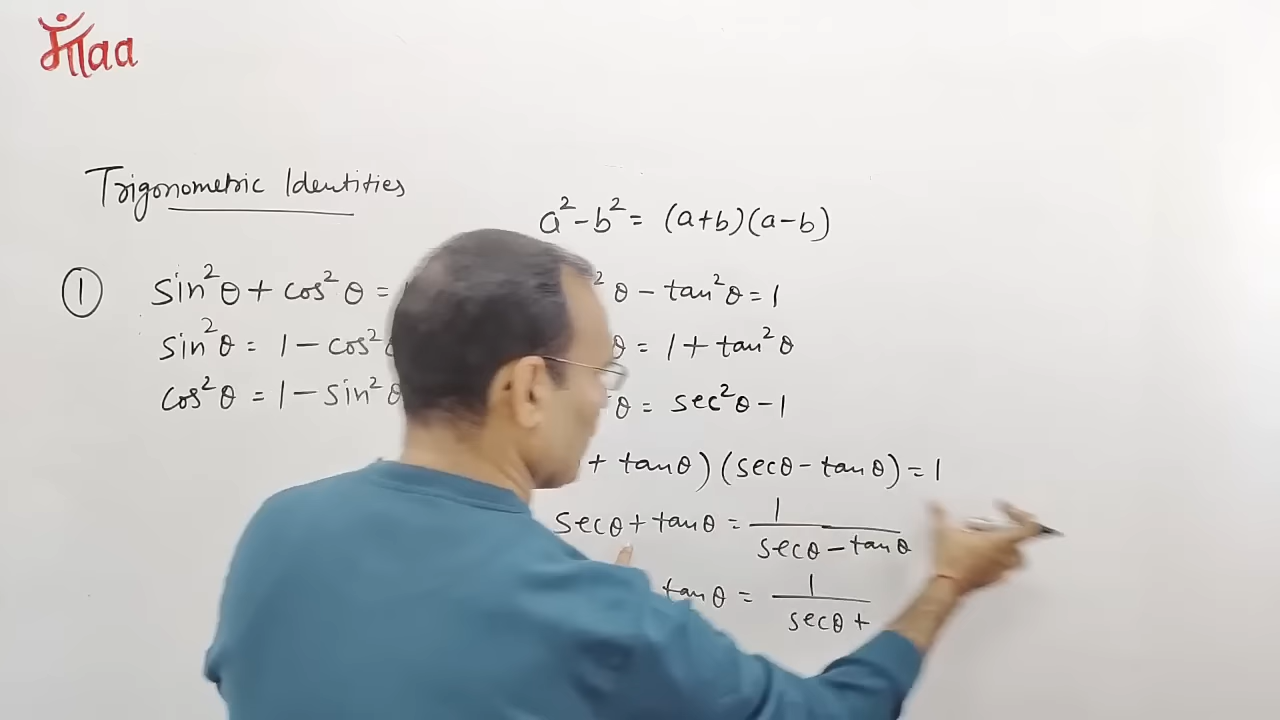 माँaa
Trigonometric Identities
a² - b² = (a+b)(a-b)
① sin²θ + cos²θ =
sin²θ = 1 - cos²
cos²θ = 1 - sin²θ
²θ - tan²θ = 1
θ = 1 + tan²θ
θ = sec²θ - 1
+ tanθ) (secθ - tanθ) = 1
secθ + tanθ = 1/(secθ - tanθ)
tanθ = 1/(secθ +